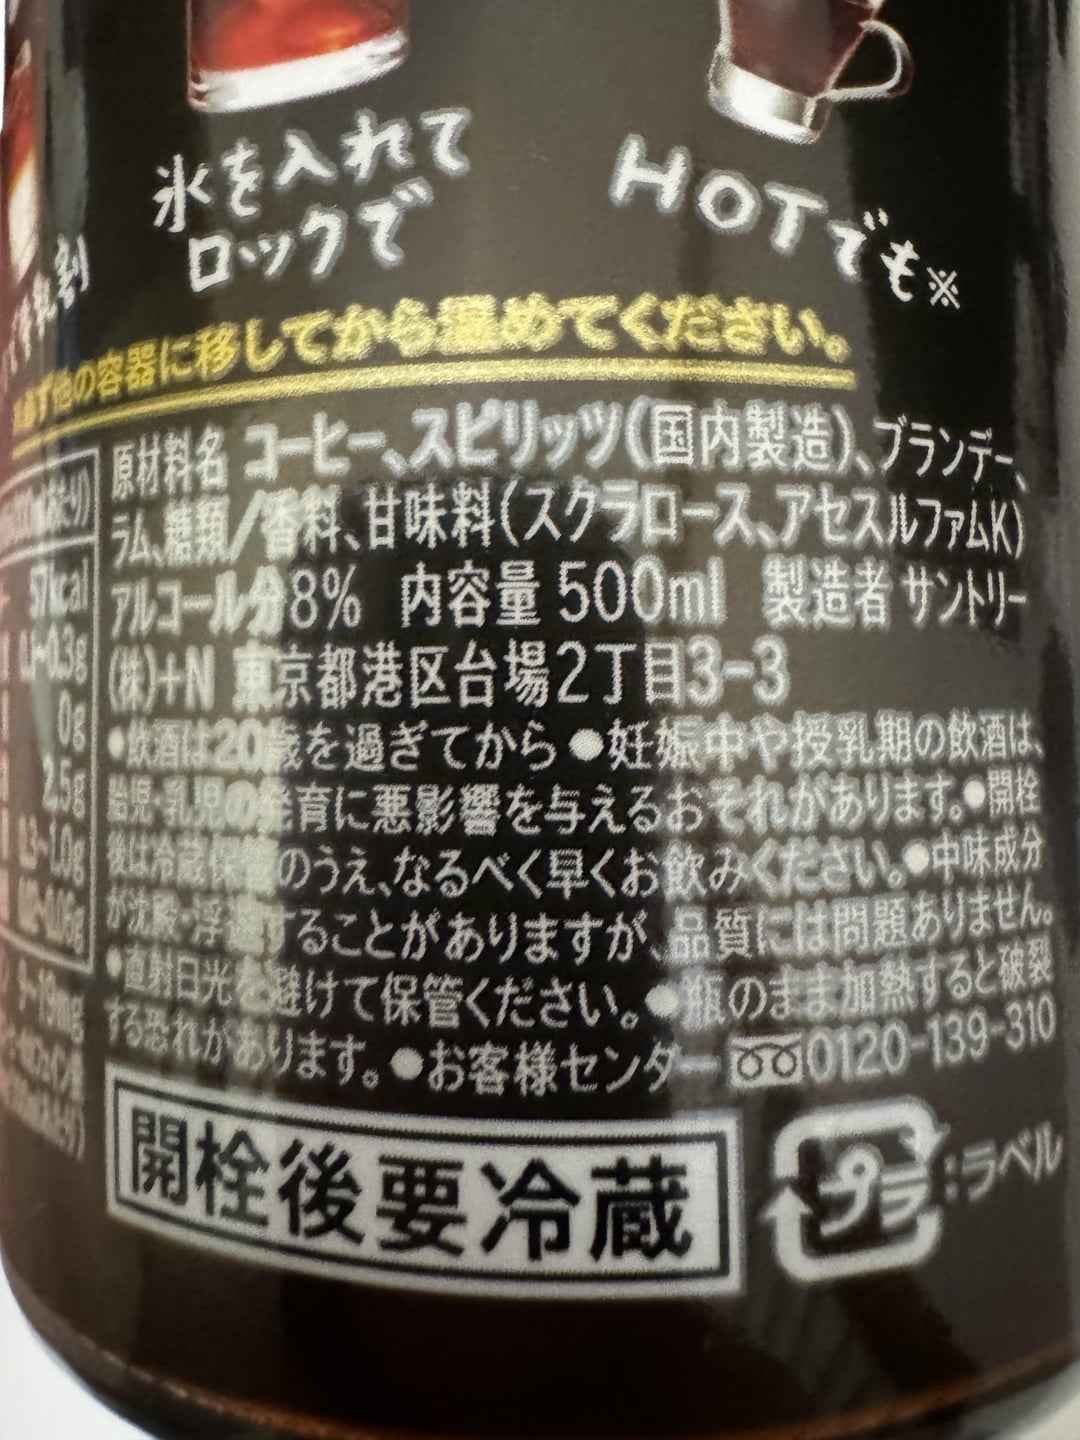 氷を入れて
ロックで
HOTでも※
割
必ず他の容器に移してから温めてください。
原材料名 コーヒー、スピリッツ(国内製造)、ブランデー、
ラム、糖類/香料、甘味料(スクラロース、アセスルファムK)
アルコール分8% 内容量 500ml 製造者 サントリー
(株)+N 東京都港区台場2丁目3-3
●飲酒は20歳を過ぎてから ●妊娠中や授乳期の飲酒は、
胎児・乳児の発育に悪影響を与えるおそれがあります。●開栓
後は冷蔵保管のうえ、なるべく早くお飲みください。●中味成分
が沈殿・浮遊することがありますが、品質には問題ありません。
●直射日光を避けて保管ください。●瓶のまま加熱すると破裂
する恐れがあります。●お客様センター 0120-139-310
57kcal
0.3g
0g
2.5g
1.0g
19mg
開栓後要冷蔵
プラ:ラベル